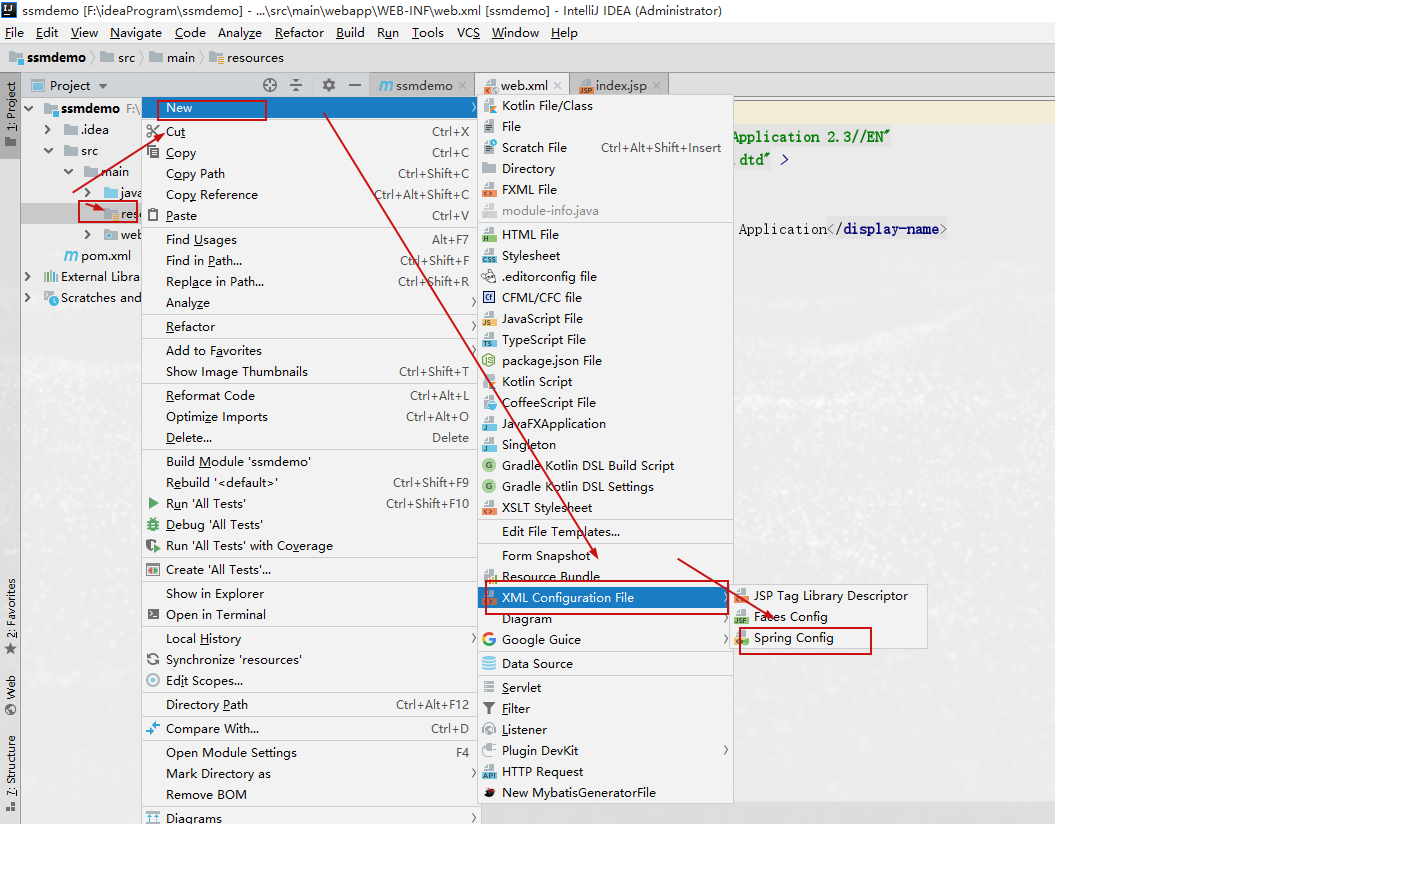 ssmdemo [F:\ideaProgram\ssmdemo] - ...\src\main\webapp\WEB-INF\web.xml [ssmdemo] - IntelliJ IDEA (Administrator)
File Edit View Navigate Code Analyze Refactor Build Run Tools VCS Window Help
ssmdemo src main resources
Project
ssmdemo web.xml index.jsp
1: Project
2: Favorites
Web
7: Structure
ssmdemo F:\
.idea
src
main
java
res
web
pom.xml
External Libra
Scratches and
New
Cut Ctrl+X
Copy Ctrl+C
Copy Path Ctrl+Shift+C
Copy Reference Ctrl+Alt+Shift+C
Paste Ctrl+V
Find Usages Alt+F7
Find in Path... Ctrl+Shift+F
Replace in Path... Ctrl+Shift+R
Analyze
Refactor
Add to Favorites
Show Image Thumbnails Ctrl+Shift+T
Reformat Code Ctrl+Alt+L
Optimize Imports Ctrl+Alt+O
Delete... Delete
Build Module 'ssmdemo'
Rebuild '<default>' Ctrl+Shift+F9
Run 'All Tests' Ctrl+Shift+F10
Debug 'All Tests'
Run 'All Tests' with Coverage
Create 'All Tests'...
Show in Explorer
Open in Terminal
Local History
Synchronize 'resources'
Edit Scopes...
Directory Path Ctrl+Alt+F12
Compare With... Ctrl+D
Open Module Settings F4
Mark Directory as
Remove BOM
Diagrams
Kotlin File/Class
File
Scratch File Ctrl+Alt+Shift+Insert
Directory
FXML File
module-info.java
HTML File
Stylesheet
.editorconfig file
CFML/CFC file
JavaScript File
TypeScript File
package.json File
Kotlin Script
CoffeeScript File
JavaFXApplication
Singleton
Gradle Kotlin DSL Build Script
Gradle Kotlin DSL Settings
XSLT Stylesheet
Edit File Templates...
Form Snapshot
Resource Bundle
XML Configuration File
Diagram
Google Guice
Data Source
Servlet
Filter
Listener
Plugin DevKit
HTTP Request
New MybatisGeneratorFile
JSP Tag Library Descriptor
Faces Config
Spring Config
Application 2.3//EN"
.dtd" >
Application</display-name>